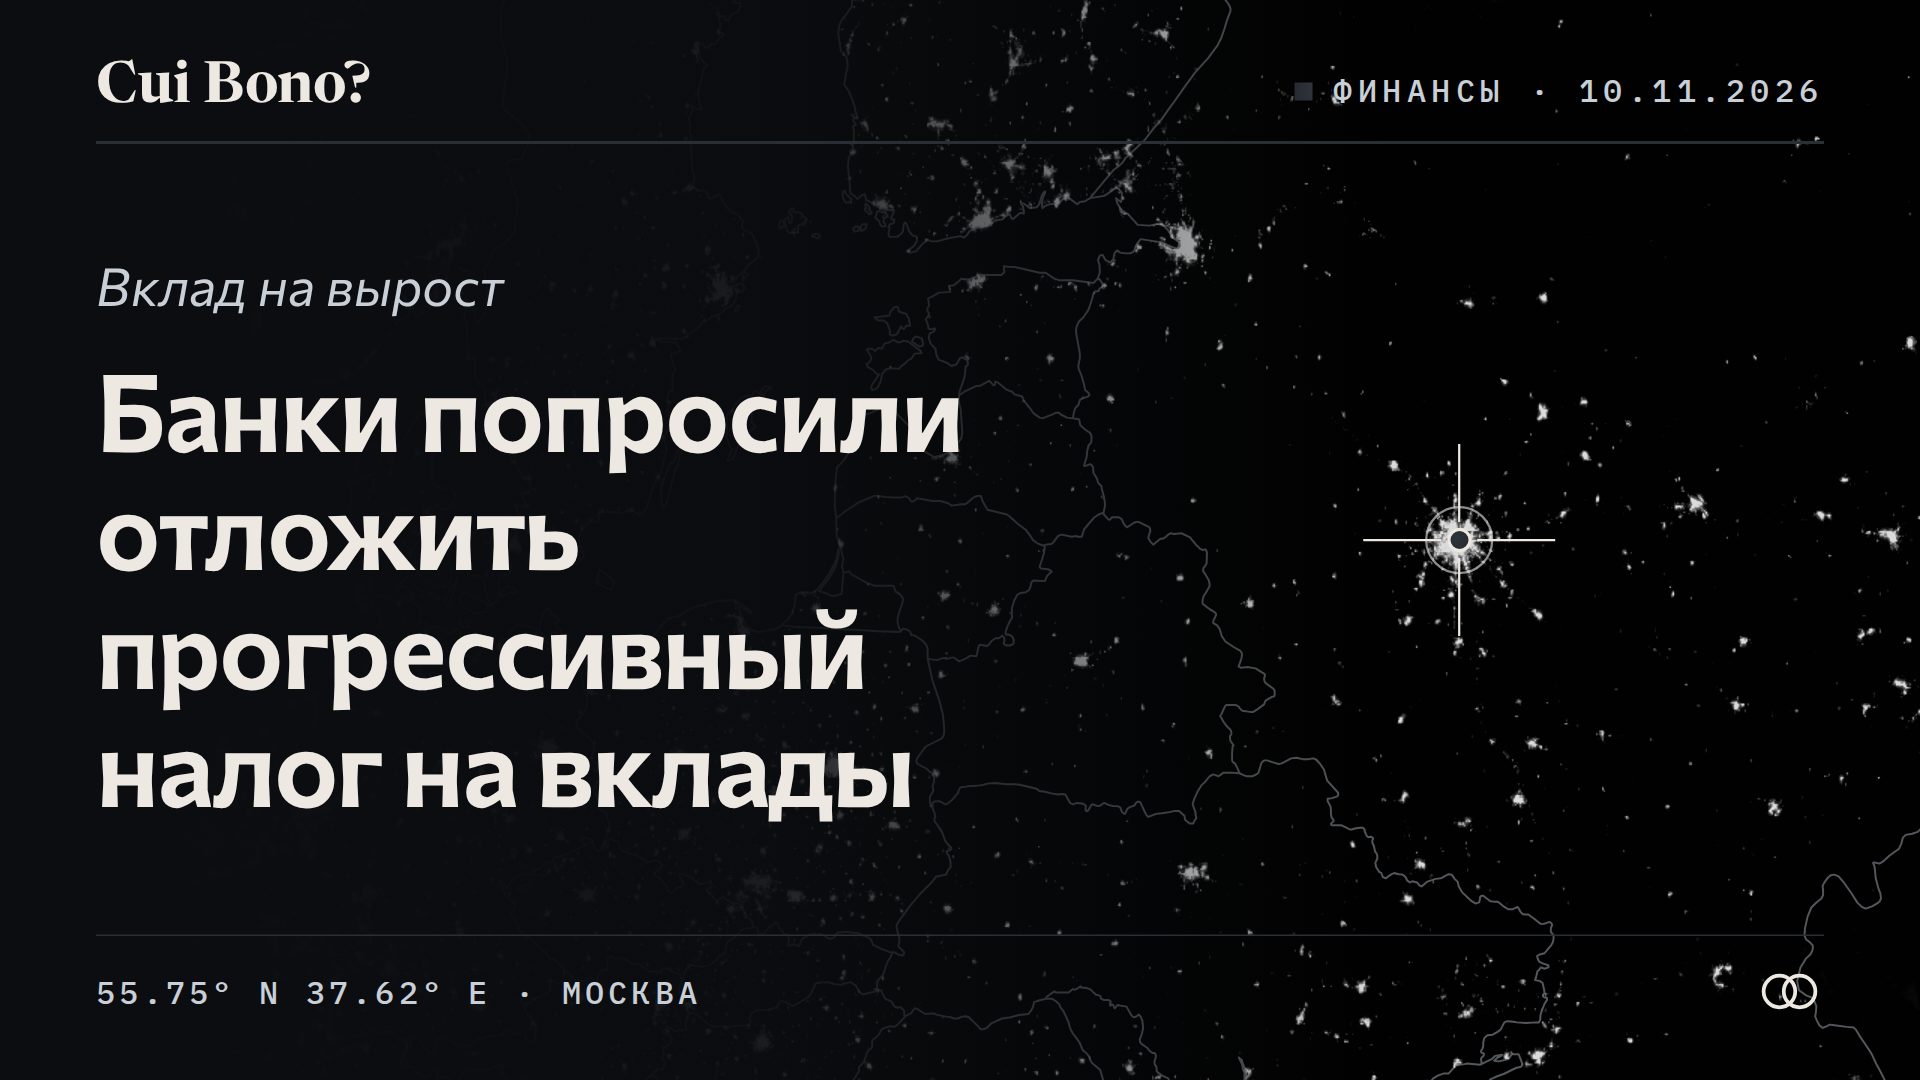 Cui Bono?
ФИНАНСЫ · 10.11.2026
Вклад на вырост
Банки попросили
отложить
прогрессивный
налог на вклады
55.75° N 37.62° E · МОСКВА